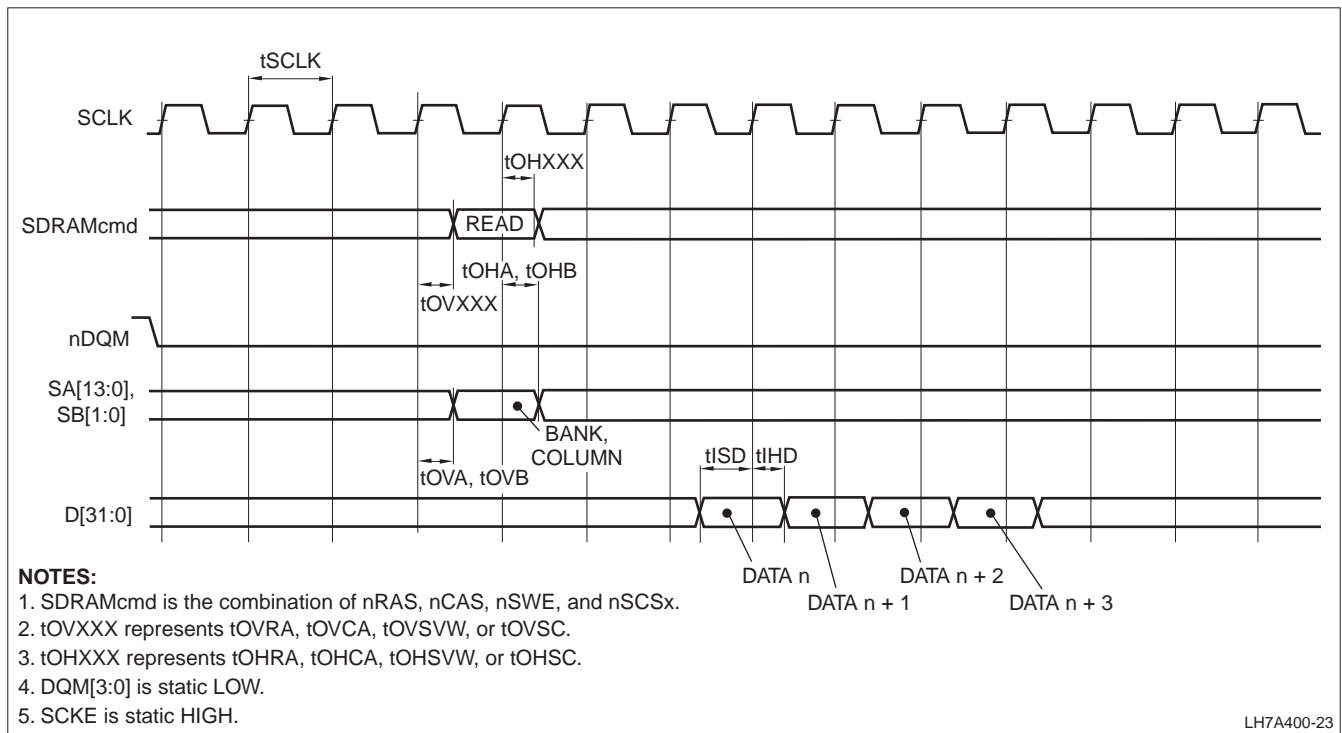 tSCLK
SCLK
tOHXXX
SDRAMcmd
READ
tOHA, tOHB
tOVXXX
nDQM
SA[13:0],
SB[1:0]
BANK,
COLUMN
tISD
tIHD
tOVA, tOVB
D[31:0]
DATA n
DATA n + 2
DATA n + 1
DATA n + 3
NOTES:
1. SDRAMcmd is the combination of nRAS, nCAS, nSWE, and nSCSx.
2. tOVXXX represents tOVRA, tOVCA, tOVSVW, or tOVSC.
3. tOHXXX represents tOHRA, tOHCA, tOHSVW, or tOHSC.
4. DQM[3:0] is static LOW.
5. SCKE is static HIGH.
LH7A400-23